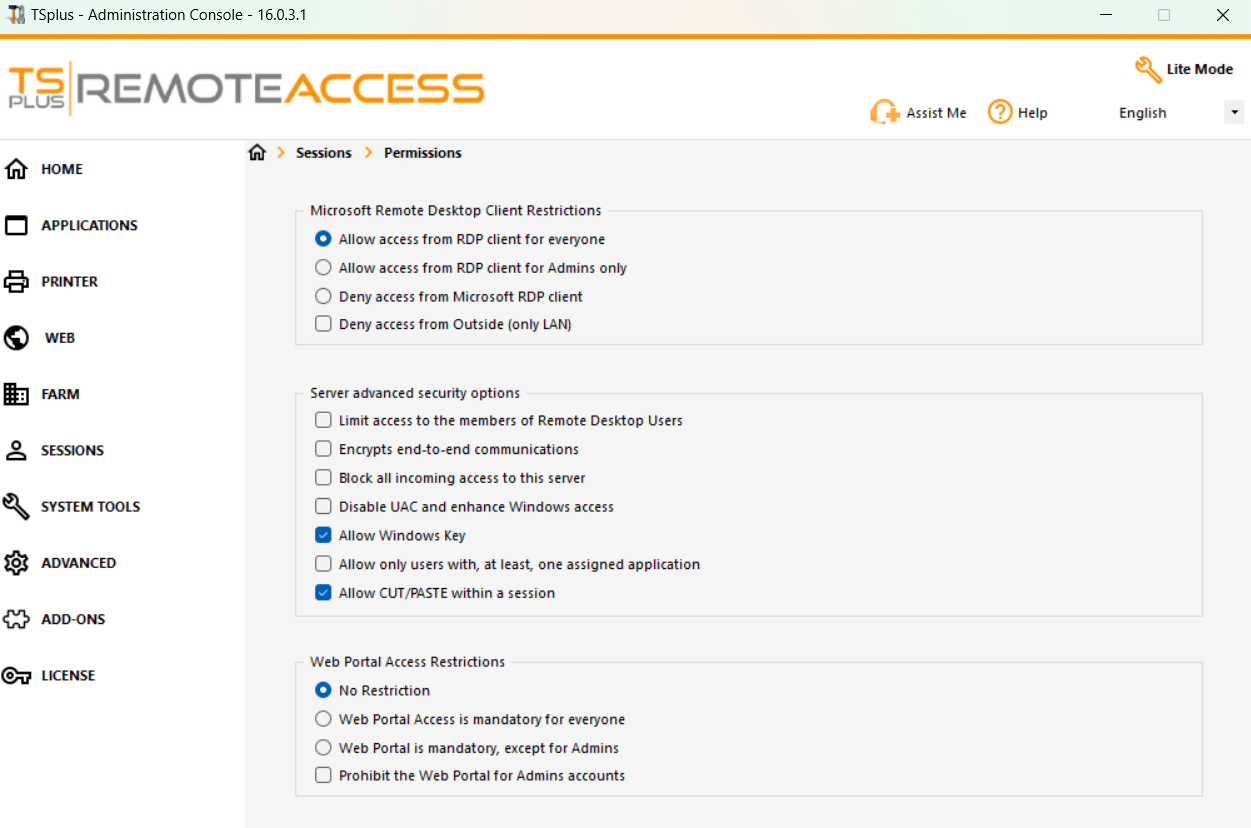 TSplus - Administration Console - 16.0.3.1
TS PLUS REMOTEACCESS
Lite Mode
Assist Me
Help
English
HOME
APPLICATIONS
PRINTER
WEB
FARM
SESSIONS
SYSTEM TOOLS
ADVANCED
ADD-ONS
LICENSE
Sessions > Permissions
Microsoft Remote Desktop Client Restrictions
Allow access from RDP client for everyone
Allow access from RDP client for Admins only
Deny access from Microsoft RDP client
Deny access from Outside (only LAN)
Server advanced security options
Limit access to the members of Remote Desktop Users
Encrypts end-to-end communications
Block all incoming access to this server
Disable UAC and enhance Windows access
Allow Windows Key
Allow only users with, at least, one assigned application
Allow CUT/PASTE within a session
Web Portal Access Restrictions
No Restriction
Web Portal Access is mandatory for everyone
Web Portal is mandatory, except for Admins
Prohibit the Web Portal for Admins accounts